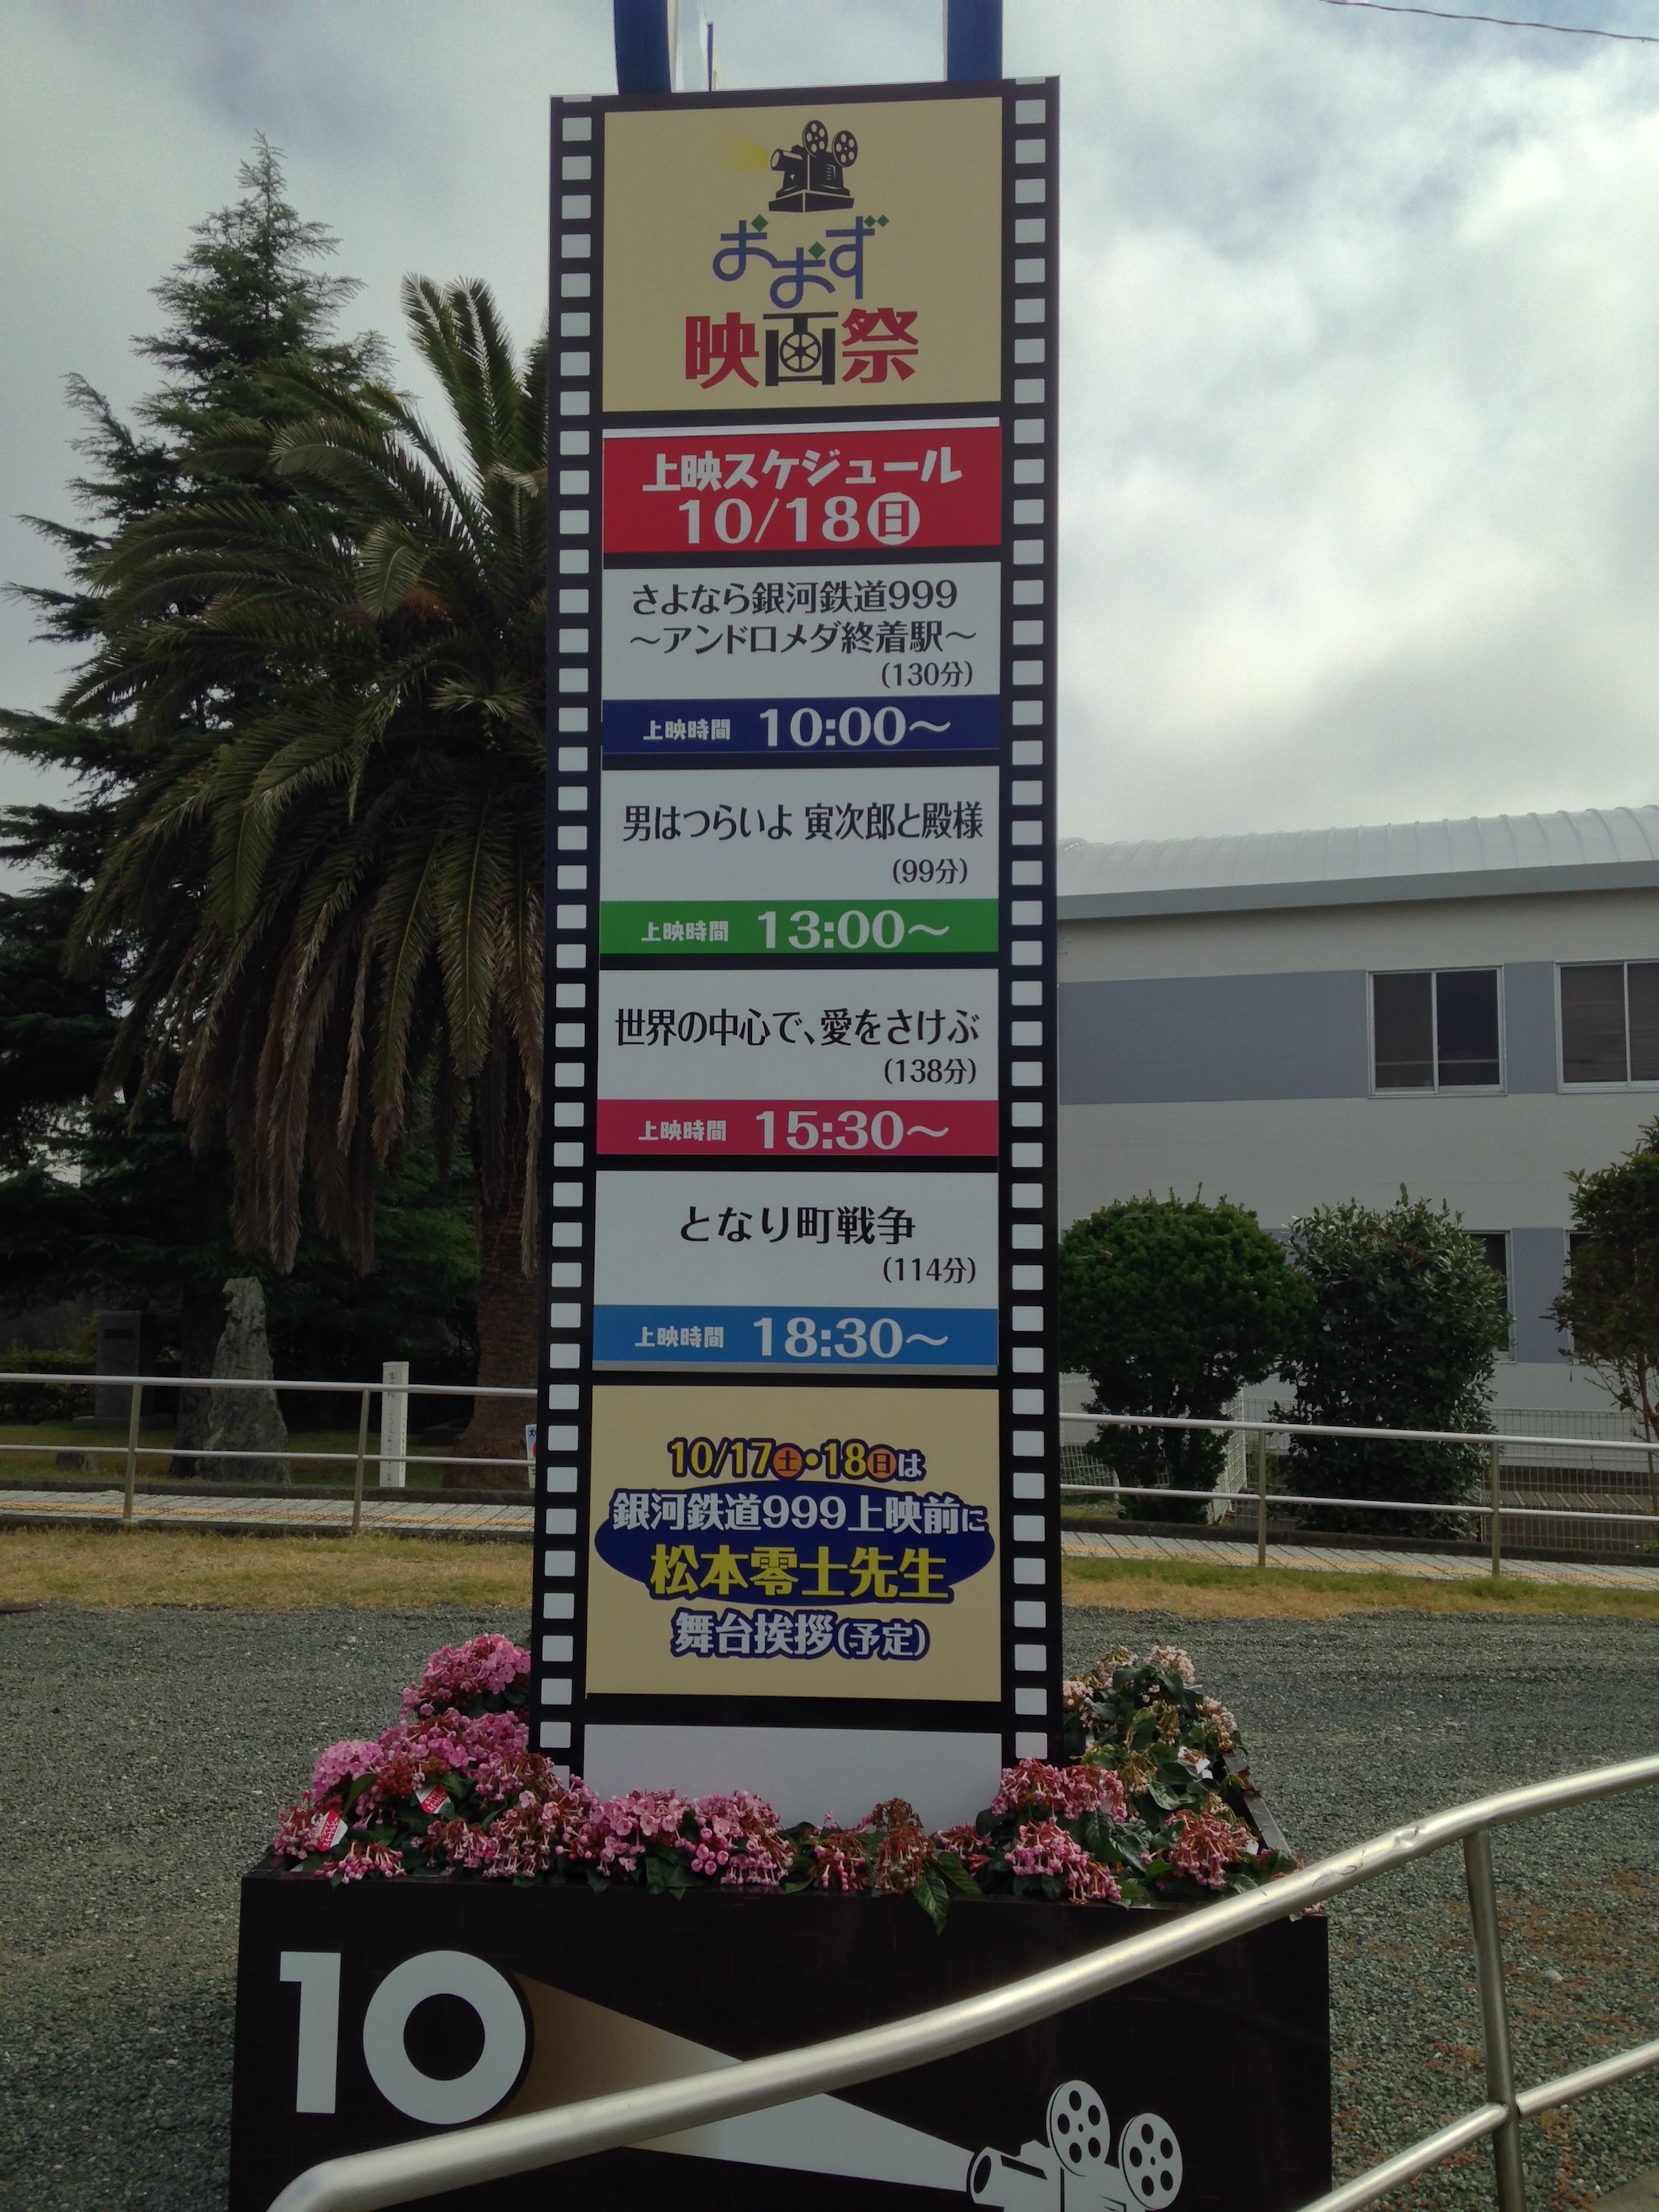 おおず
映画祭
上映スケジュール
10/18㊐
さよなら銀河鉄道999
～アンドロメダ終着駅～
(130分)
上映時間 10:00～
男はつらいよ 寅次郎と殿様
(99分)
上映時間 13:00～
世界の中心で、愛をさけぶ
(138分)
上映時間 15:30～
となり町戦争
(114分)
上映時間 18:30～
10/17㊏・18㊐は
銀河鉄道999上映前に
松本零士先生
舞台挨拶(予定)
10